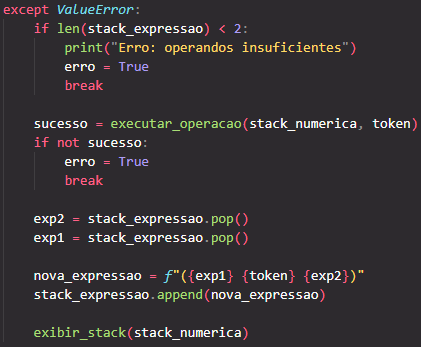 except ValueError:
    if len(stack_expressao) < 2:
        print("Erro: operandos insuficientes")
        erro = True
        break

    sucesso = executar_operacao(stack_numerica, token)
    if not sucesso:
        erro = True
        break

    exp2 = stack_expressao.pop()
    exp1 = stack_expressao.pop()

    nova_expressao = f"({exp1} {token} {exp2})"
    stack_expressao.append(nova_expressao)

    exibir_stack(stack_numerica)